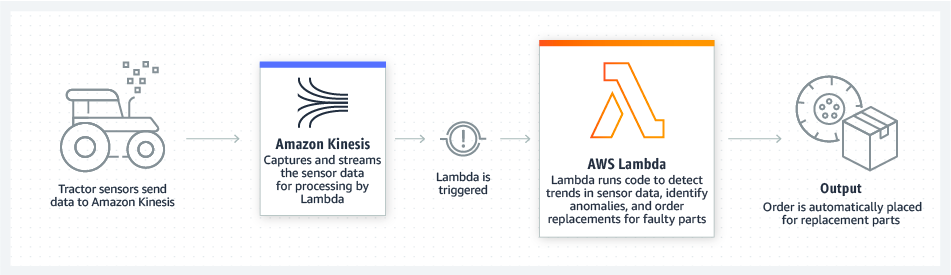 Tractor sensors send
data to Amazon Kinesis
Amazon Kinesis
Captures and streams
the sensor data
for processing by
Lambda
Lambda is
triggered
AWS Lambda
Lambda runs code to detect
trends in sensor data, identify
anomalies, and order
replacements for faulty parts
Output
Order is automatically placed
for replacement parts